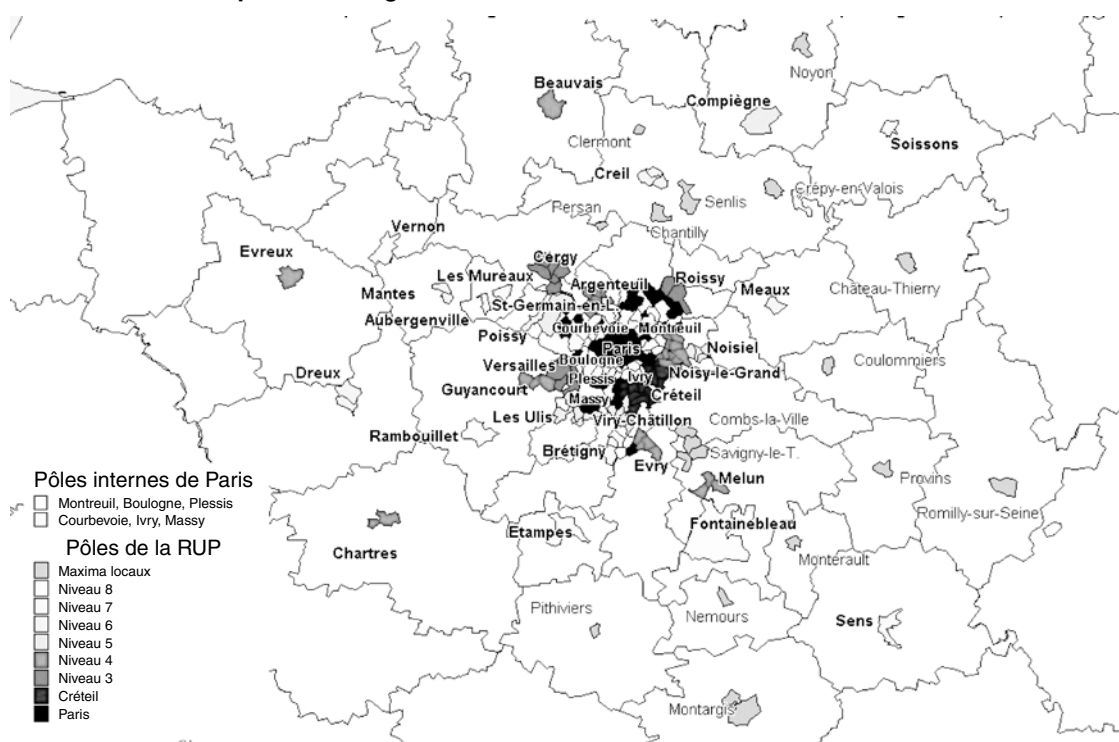 Noyon
Beauvais
Compiègne
Clermont
Soissons
Creil
Crêpy-en-Valois
Senlis
Persan
Chantilly
Vernon
Evreux
Cergy
Les Mureaux
Argenteuil
Roissy
Mantes
Meaux
Château-Thierry
St-Germain-en-L.
Aubergenville
Courbevoie
Montreuil
Poissy
Paris
Noisiel
Boulogne
Coulommiers
Versailles
Dreux
Plessis
Ivry
Noisy-le-Grand
Guyancourt
Massy
Créteil
Les Ulis
Viry-Châtillon
Combs-la-Ville
Rambouillet
Brétigny
Savigny-le-T.
Evry
Melun
Provins
Romilly-sur-Seine
Chartres
Etampes
Fontainebleau
Montérault
Pithiviers
Nemours
Sens
Montargis
Pôles internes de Paris
Montreuil, Boulogne, Plessis
Courbevoie, Ivry, Massy
Pôles de la RUP
Maxima locaux
Niveau 8
Niveau 7
Niveau 6
Niveau 5
Niveau 4
Niveau 3
Créteil
Paris